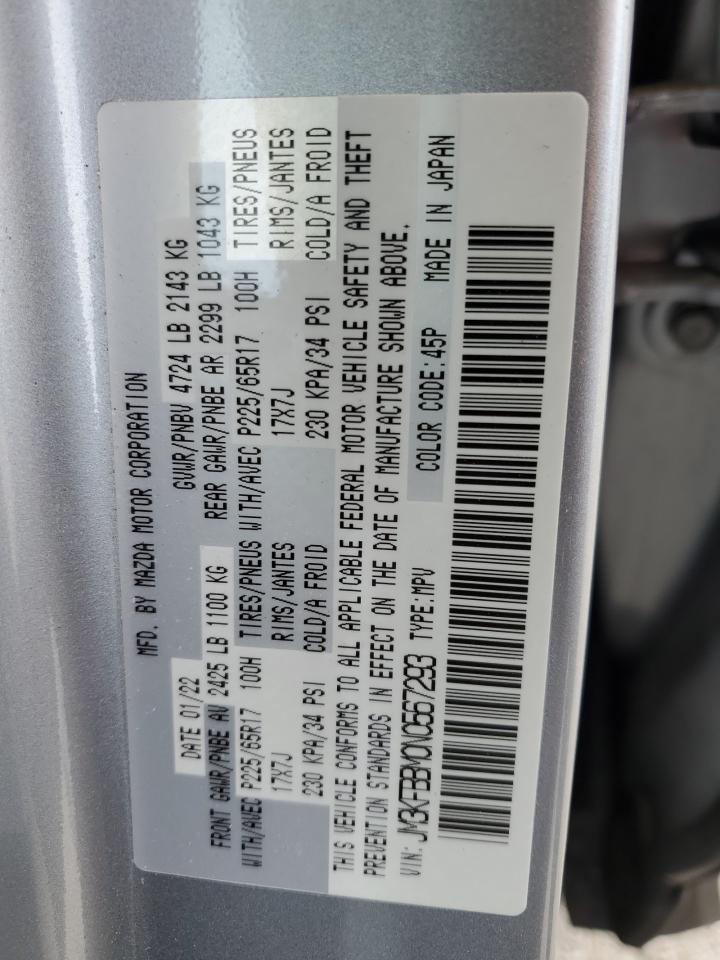 MFD. BY MAZDA MOTOR CORPORATION
DATE 01/22 GVWR/PNBV 4724 LB 2143 KG
FRONT GAWR/PNBE AV 2425 LB 1100 KG REAR GAWR/PNBE AR 2299 LB 1043 KG
WITH/AVEC P225/65R17 100H TIRES/PNEUS WITH/AVEC P225/65R17 100H TIRES/PNEUS
17X7J RIMS/JANTES 17X7J RIMS/JANTES
230 KPA/34 PSI COLD/A FROID 230 KPA/34 PSI COLD/A FROID
THIS VEHICLE CONFORMS TO ALL APPLICABLE FEDERAL MOTOR VEHICLE SAFETY AND THEFT
PREVENTION STANDARDS IN EFFECT ON THE DATE OF MANUFACTURE SHOWN ABOVE.
VIN: JM3KFBBM0N0567293 TYPE:MPV COLOR CODE:45P MADE IN JAPAN